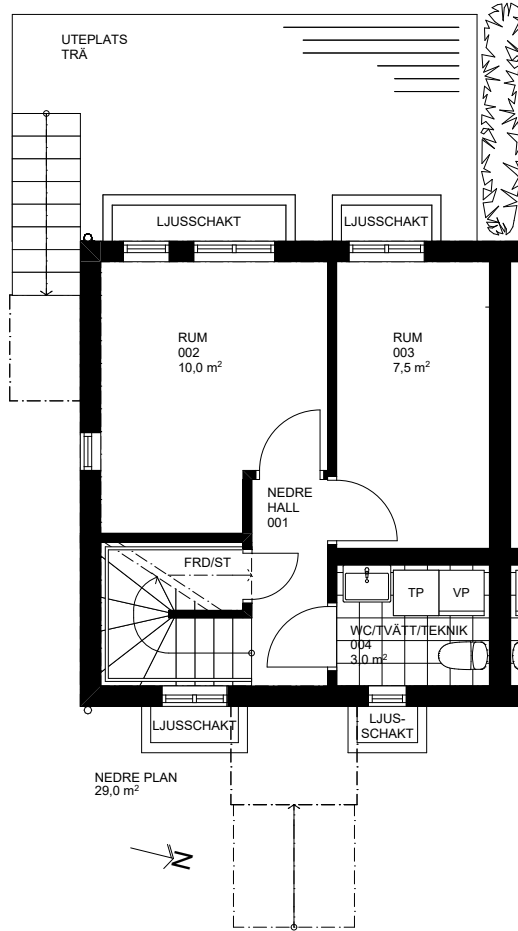 UTEPLATS
TRÄ
LJUSSCHAKT
LJUSSCHAKT
RUM
002
10,0 m²
RUM
003
7,5 m²
NEDRE
HALL
001
FRD/ST
TP
VP
WC/TVÄTT/TEKNIK
004
3,0 m²
LJUSSCHAKT
LJUS-
SCHAKT
NEDRE PLAN
29,0 m²
N